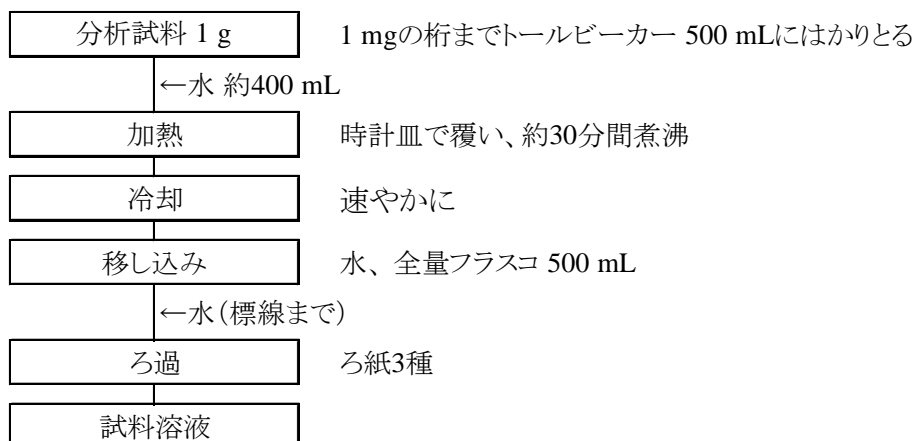 分析試料 1 g 1 mgの桁までトールビーカー 500 mLにはかりとる
←水 約400 mL
加熱 時計皿で覆い、約30分間煮沸
冷却 速やかに
移し込み 水、全量フラスコ 500 mL
←水(標線まで)
ろ過 ろ紙3種
試料溶液